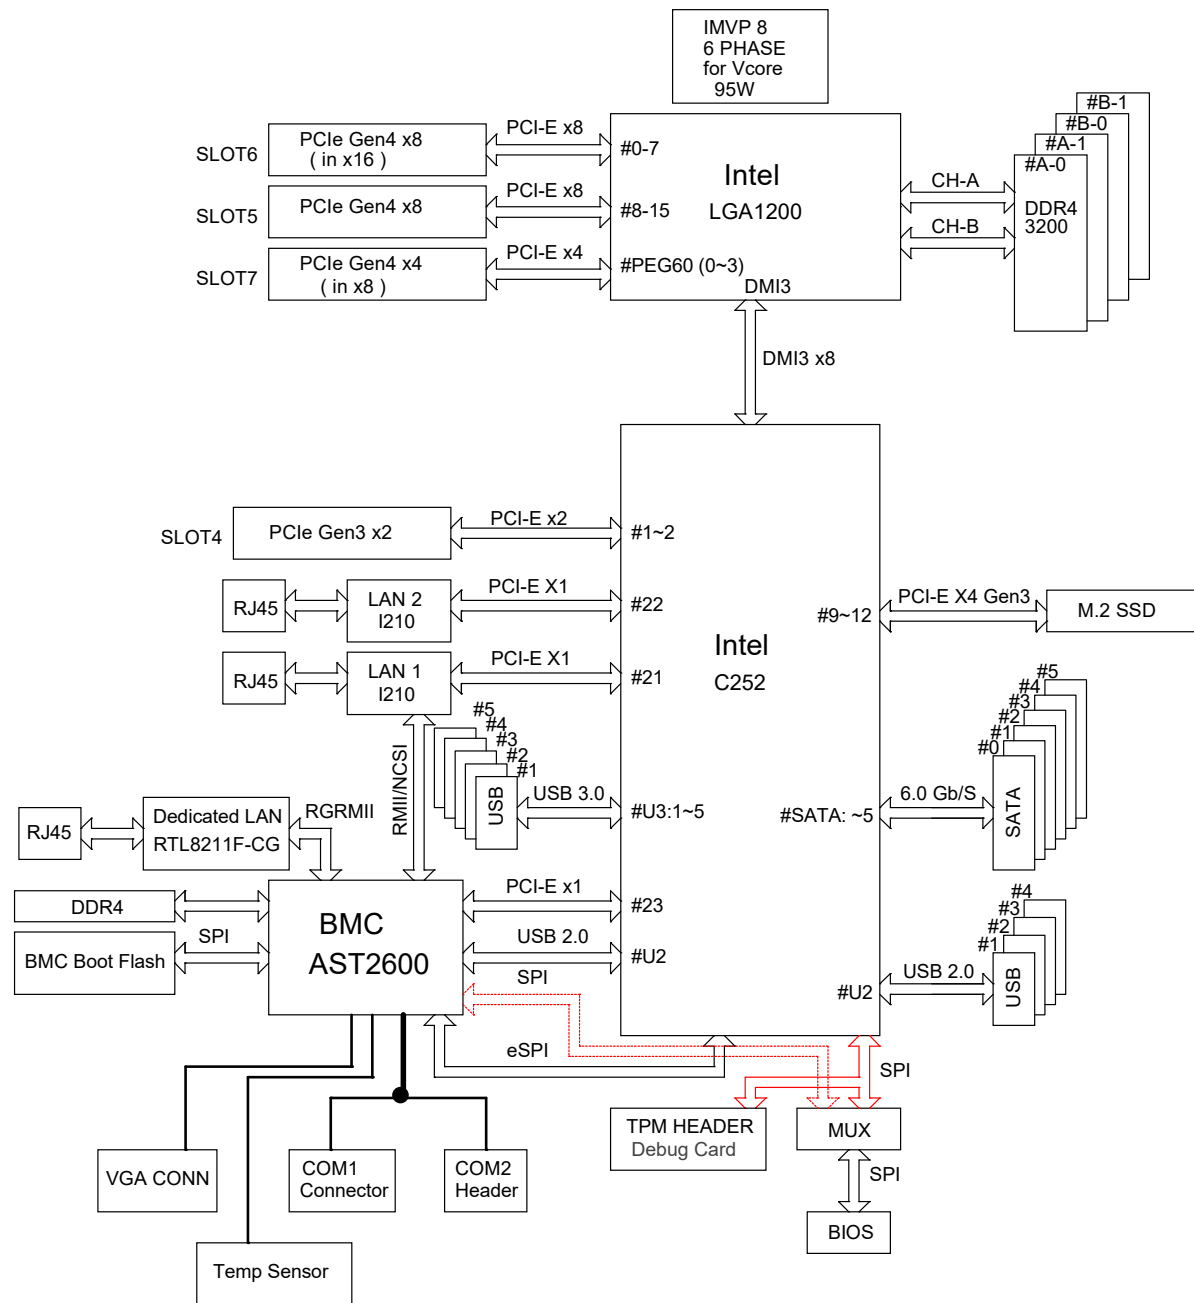 IMVP 8
6 PHASE
for Vcore
95W
#B-1
#B-0
#A-1
#A-0
DDR4
3200
CH-A
CH-B
SLOT6
PCIe Gen4 x8
( in x16 )
PCI-E x8
#0-7
Intel
LGA1200
SLOT5
PCIe Gen4 x8
PCI-E x8
#8-15
SLOT7
PCIe Gen4 x4
( in x8 )
PCI-E x4
#PEG60 (0~3)
DMI3
DMI3 x8
SLOT4
PCIe Gen3 x2
PCI-E x2
#1~2
RJ45
LAN 2
I210
PCI-E X1
#22
RJ45
LAN 1
I210
PCI-E X1
#21
Intel
C252
#9~12
PCI-E X4 Gen3
M.2 SSD
#5
#4
#3
#2
#1
USB
USB 3.0
#U3:1~5
#SATA: ~5
6.0 Gb/S
#5
#4
#3
#2
#1
#0
SATA
RMII/NCSI
RJ45
Dedicated LAN
RTL8211F-CG
RGRMII
DDR4
BMC Boot Flash
SPI
BMC
AST2600
PCI-E x1
#23
USB 2.0
#U2
SPI
eSPI
#U2
USB 2.0
#4
#3
#2
#1
USB
SPI
TPM HEADER
Debug Card
MUX
SPI
BIOS
VGA CONN
COM1
Connector
COM2
Header
Temp Sensor